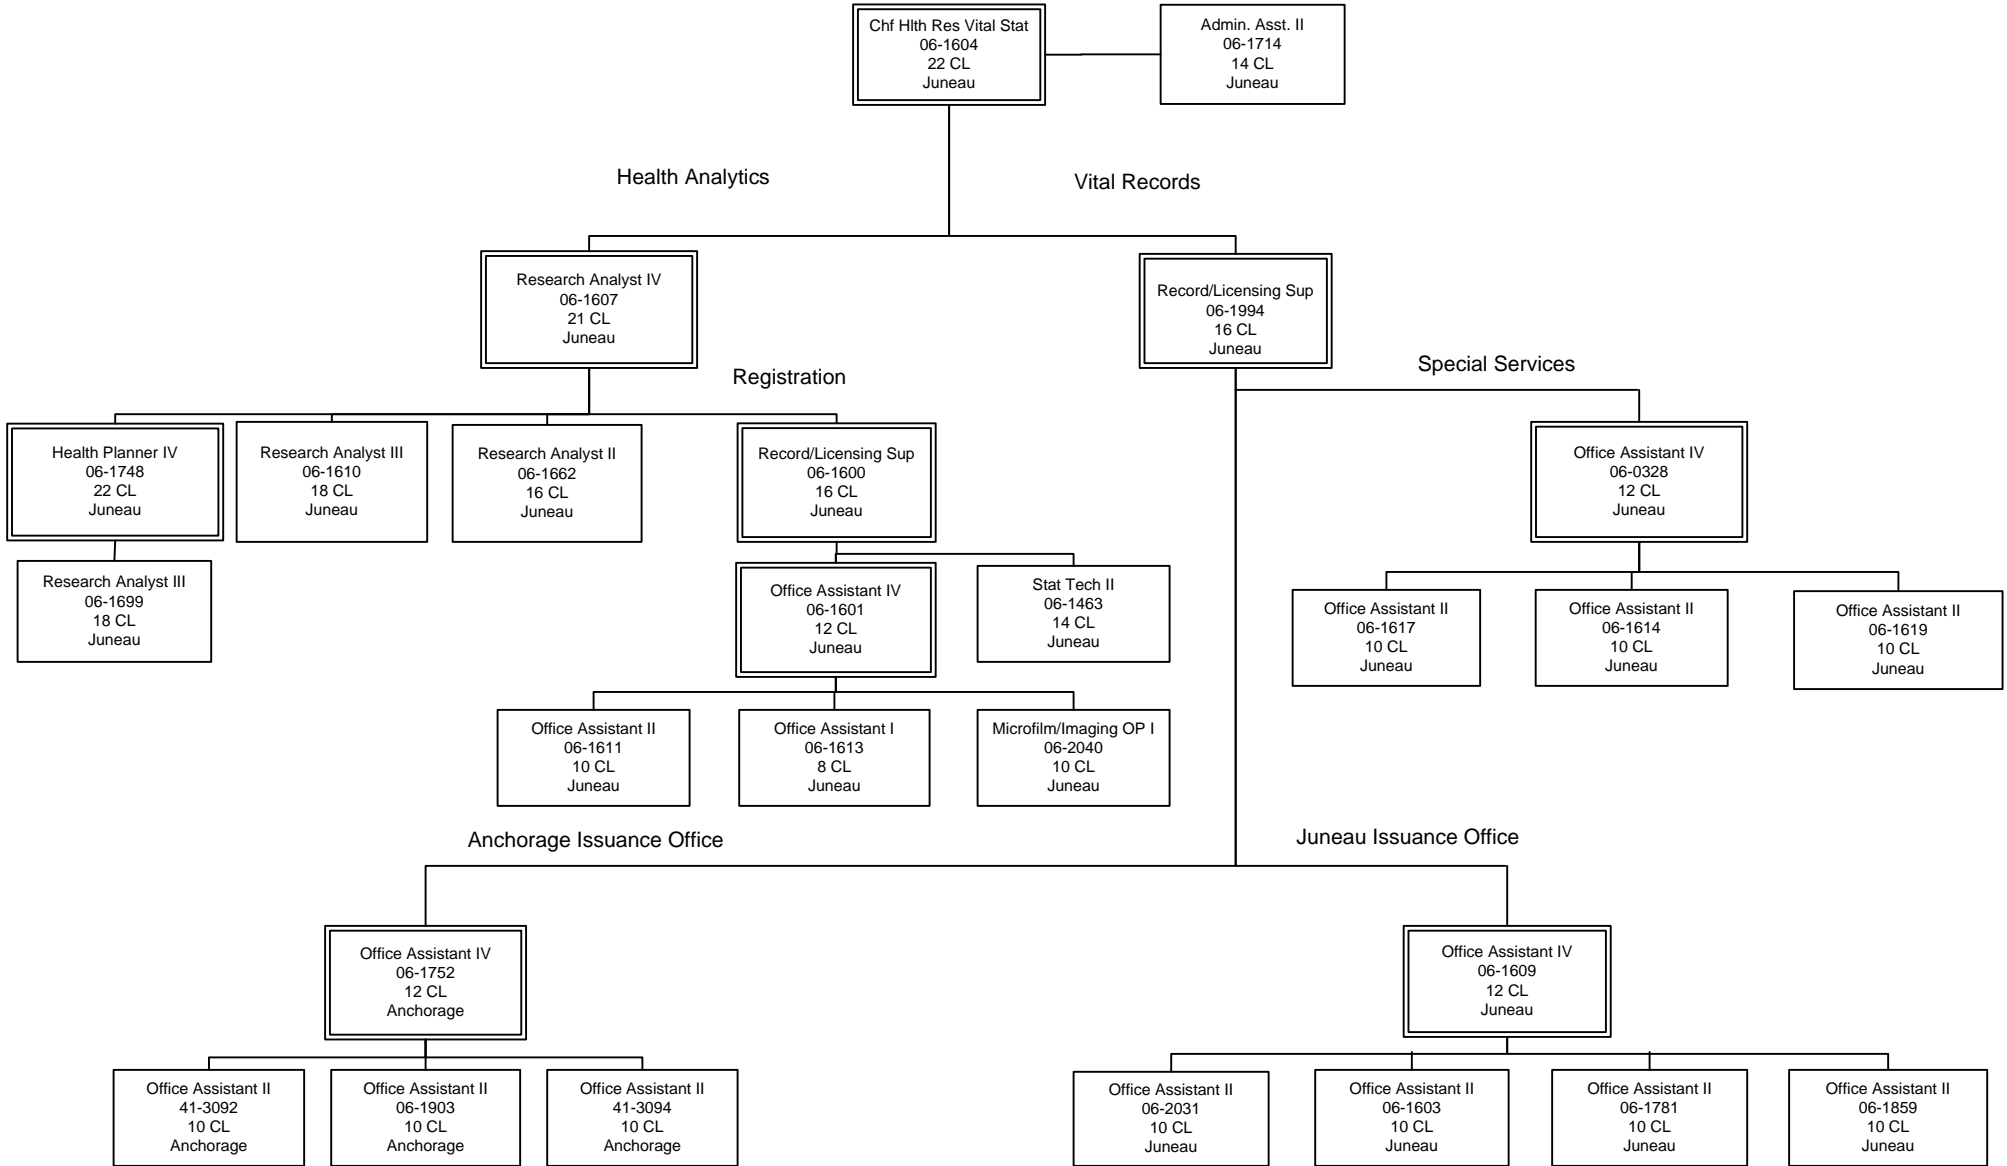 Chf Hlth Res Vital Stat
06-1604
22 CL
Juneau
Admin. Asst. II
06-1714
14 CL
Juneau
Health Analytics
Vital Records
Research Analyst IV
06-1607
21 CL
Juneau
Record/Licensing Sup
06-1994
16 CL
Juneau
Registration
Special Services
Health Planner IV
06-1748
22 CL
Juneau
Research Analyst III
06-1610
18 CL
Juneau
Research Analyst II
06-1662
16 CL
Juneau
Record/Licensing Sup
06-1600
16 CL
Juneau
Office Assistant IV
06-0328
12 CL
Juneau
Research Analyst III
06-1699
18 CL
Juneau
Office Assistant IV
06-1601
12 CL
Juneau
Stat Tech II
06-1463
14 CL
Juneau
Office Assistant II
06-1617
10 CL
Juneau
Office Assistant II
06-1614
10 CL
Juneau
Office Assistant II
06-1619
10 CL
Juneau
Office Assistant II
06-1611
10 CL
Juneau
Office Assistant I
06-1613
8 CL
Juneau
Microfilm/Imaging OP I
06-2040
10 CL
Juneau
Anchorage Issuance Office
Juneau Issuance Office
Office Assistant IV
06-1752
12 CL
Anchorage
Office Assistant IV
06-1609
12 CL
Juneau
Office Assistant II
41-3092
10 CL
Anchorage
Office Assistant II
06-1903
10 CL
Anchorage
Office Assistant II
41-3094
10 CL
Anchorage
Office Assistant II
06-2031
10 CL
Juneau
Office Assistant II
06-1603
10 CL
Juneau
Office Assistant II
06-1781
10 CL
Juneau
Office Assistant II
06-1859
10 CL
Juneau